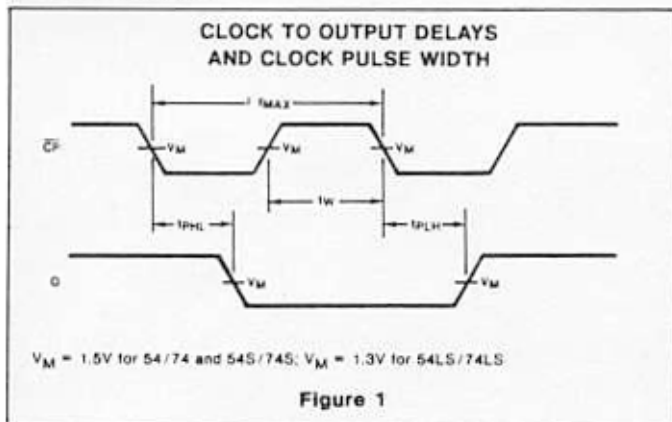 CLOCK TO OUTPUT DELAYS
AND CLOCK PULSE WIDTH
fMAX
CP
VM
VM
VM
tW
tPHL
tPLH
Q
VM
VM
VM = 1.5V for 54/74 and 54S/74S; VM = 1.3V for 54LS/74LS
Figure 1